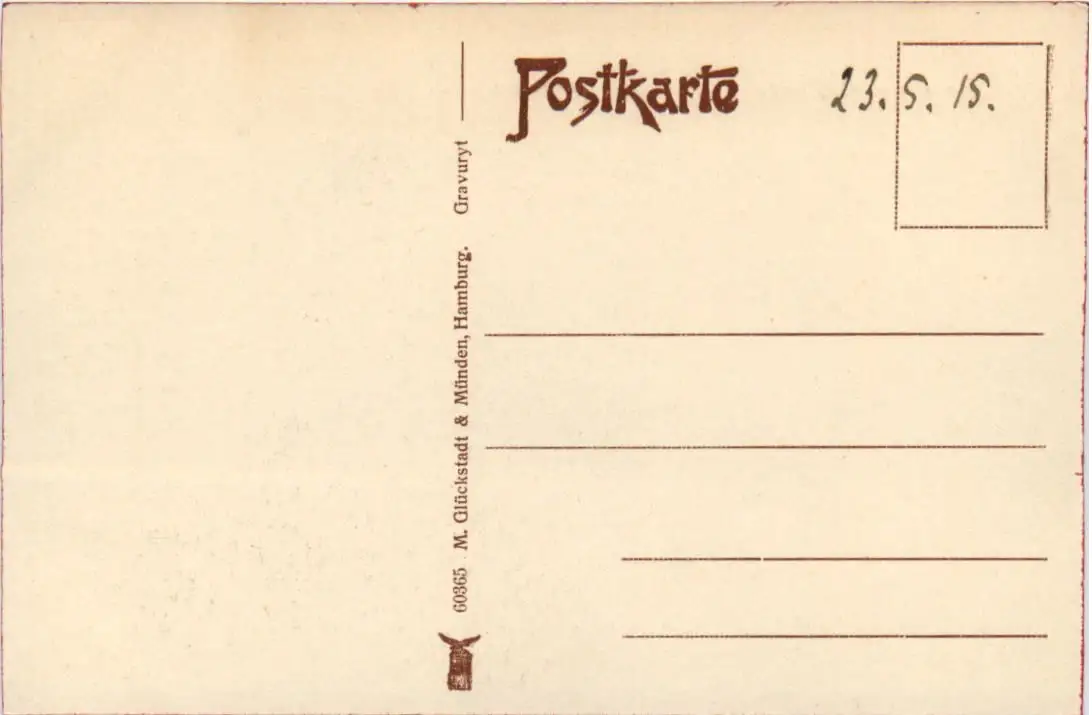 Postkarte
23. 5. 15.
60365 M. Glückstadt & Münden, Hamburg. Gravuryt